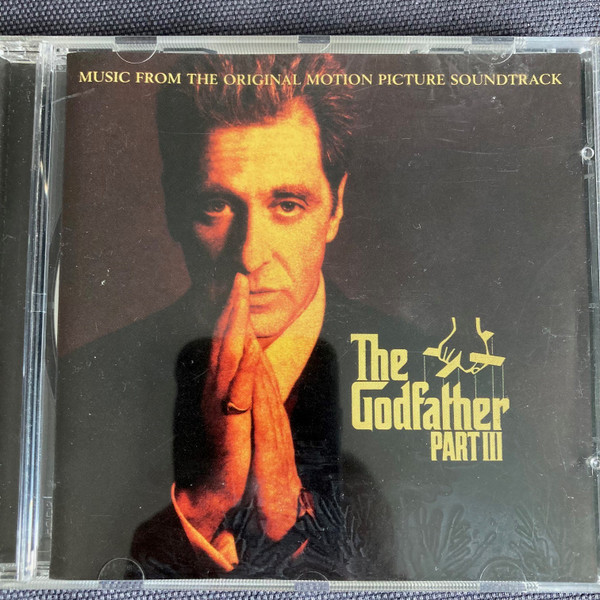 MUSIC FROM THE ORIGINAL MOTION PICTURE SOUNDTRACK
The
Godfather
PART III